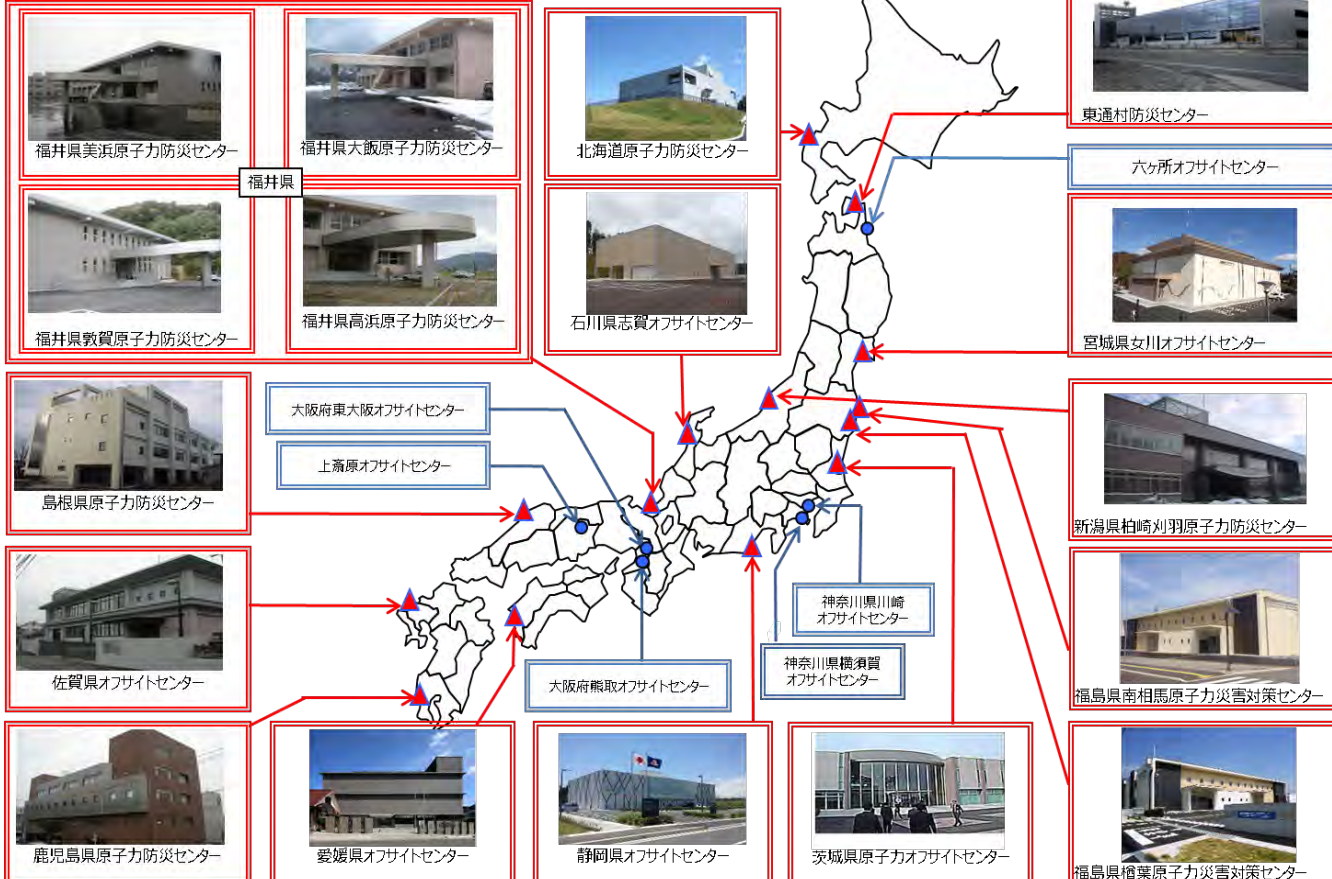 福井県美浜原子力防災センター
福井県大飯原子力防災センター
福井県
福井県敦賀原子力防災センター
福井県高浜原子力防災センター
北海道原子力防災センター
石川県志賀オフサイトセンター
東通村防災センター
六ヶ所オフサイトセンター
宮城県女川オフサイトセンター
大阪府東大阪オフサイトセンター
上斎原オフサイトセンター
島根県原子力防災センター
新潟県柏崎刈羽原子力防災センター
佐賀県オフサイトセンター
神奈川県川崎
オフサイトセンター
神奈川県横須賀
オフサイトセンター
大阪府熊取オフサイトセンター
福島県南相馬原子力災害対策センター
鹿児島県原子力防災センター
愛媛県オフサイトセンター
静岡県オフサイトセンター
茨城県原子力オフサイトセンター
福島県楢葉原子力災害対策センター